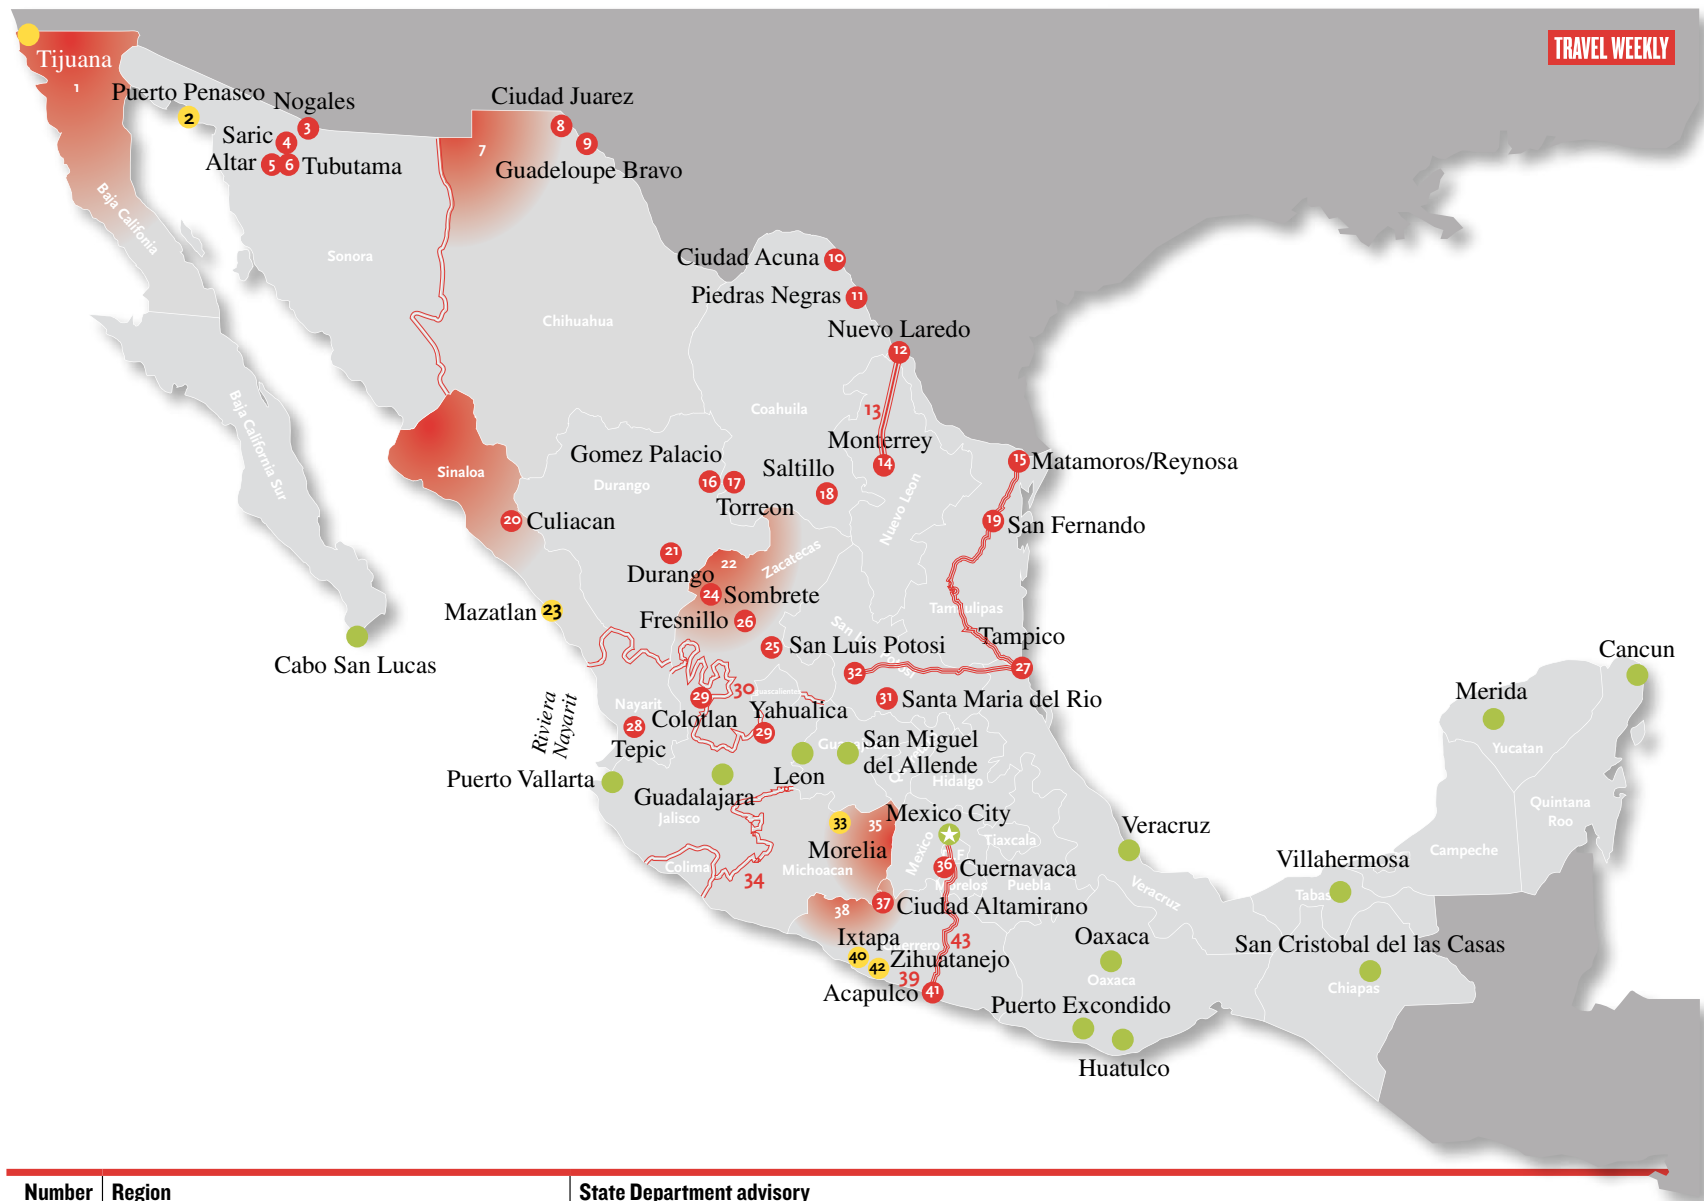 TRAVEL WEEKLY
Tijuana
1
Puerto Penasco
2
Nogales
3
Saric
4
Altar
5
6
Tubutama
Ciudad Juarez
8
7
9
Guadeloupe Bravo
Baja Califonia
Sonora
Chihuahua
Ciudad Acuna
10
Piedras Negras
11
Nuevo Laredo
12
Baja California Sur
Coahuila
13
Monterrey
14
Sinaloa
Gomez Palacio
Durango
16
17
Torreon
Saltillo
18
Nuevo Leon
15
Matamoros/Reynosa
20
Culiacan
19
San Fernando
21
Durango
22
Zacatecas
24
Sombrete
Mazatlan
23
Fresnillo
26
Tamulipas
San Luis Potosi
25
San Luis Potosi
Tampico
27
Cabo San Lucas
32
Cancun
Merida
Riviera
Nayarit
Nayarit
29
Colotlan
30
Aguascalientes
Yahualica
29
31
Santa Maria del Rio
28
Tepic
San Miguel
del Allende
Yucatan
Puerto Vallarta
Leon
Hidalgo
Guadalajara
Jalisco
Quintana
Roo
33
35
Mexico City
Mexico
Tiaxcala
Veracruz
Morelia
Michoacan
Colima
34
36
Cuernavaca
Morelos
Puebla
Veracruz
Villahermosa
Campeche
37
Ciudad Altamirano
38
Ixtapa
40
42
Zihuatanejo
43
39
Acapulco
41
Oaxaca
Oaxaca
San Cristobal del las Casas
Chiapas
Puerto Excondido
Huatulco
Number
Region
State Department advisory